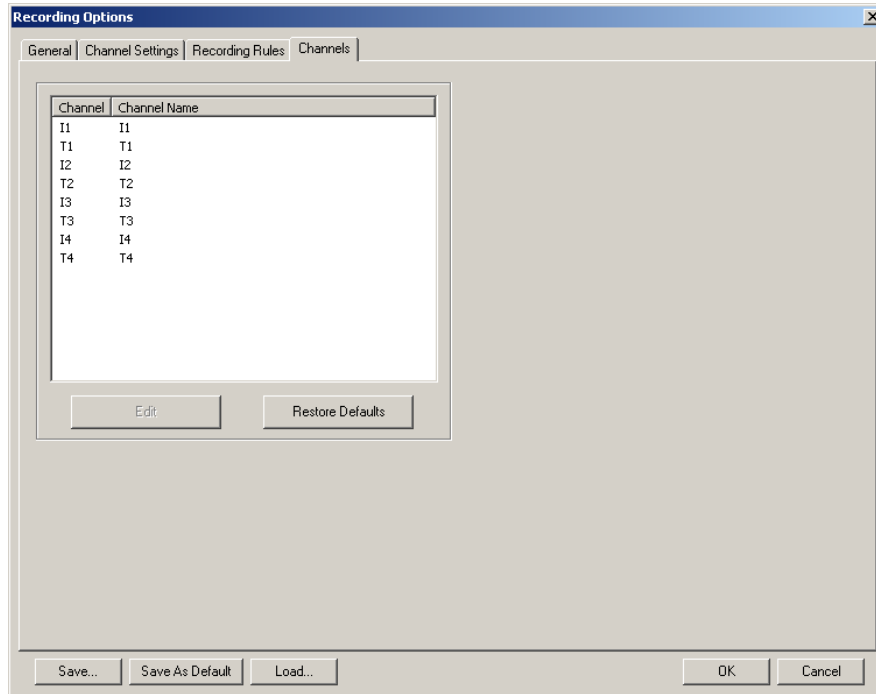 Recording Options
General Channel Settings Recording Rules Channels
Channel Channel Name
I1 I1
T1 T1
I2 I2
T2 T2
I3 I3
T3 T3
I4 I4
T4 T4
Edit Restore Defaults
Save... Save As Default Load... OK Cancel